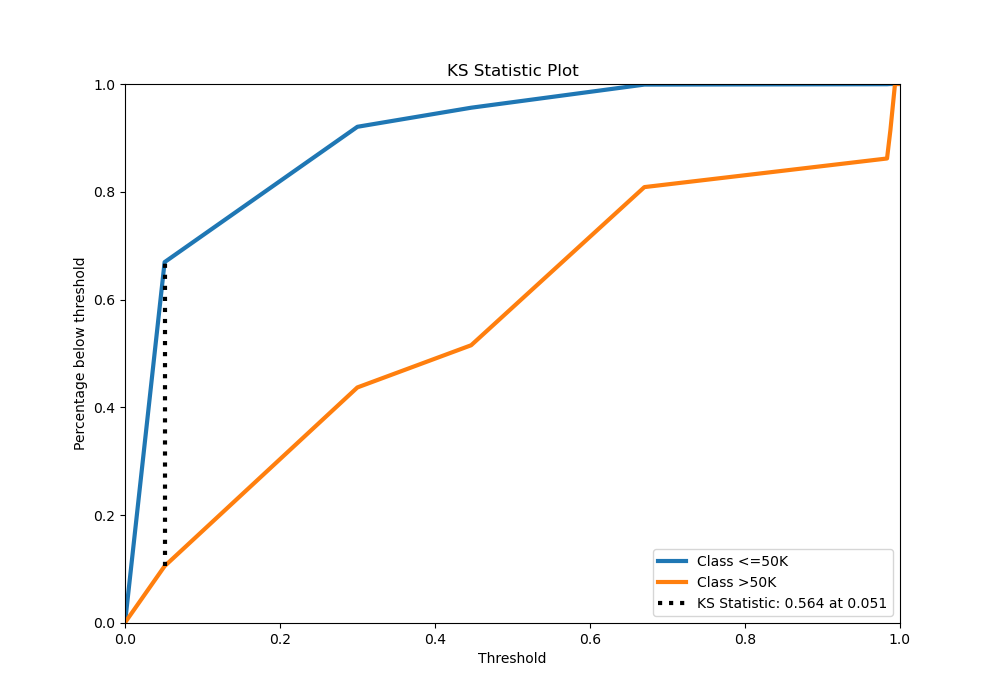 KS Statistic Plot
1.0
0.8
0.6
0.4
0.2
0.0
Percentage below threshold
0.0 0.2 0.4 0.6 0.8 1.0
Threshold
Class <=50K
Class >50K
KS Statistic: 0.564 at 0.051